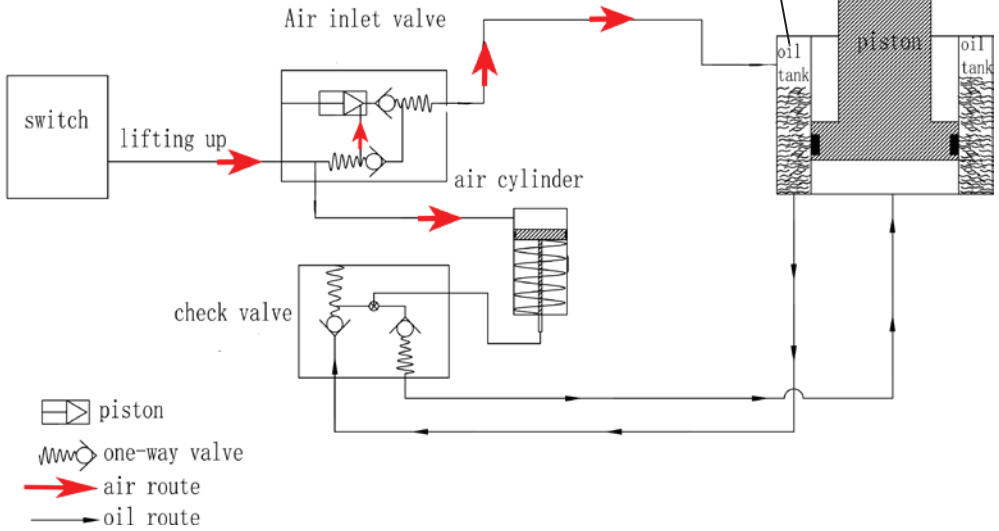 Air inlet valve
piston
oil
tank
oil
tank
switch
lifting up
air cylinder
check valve
piston
one-way valve
air route
oil route